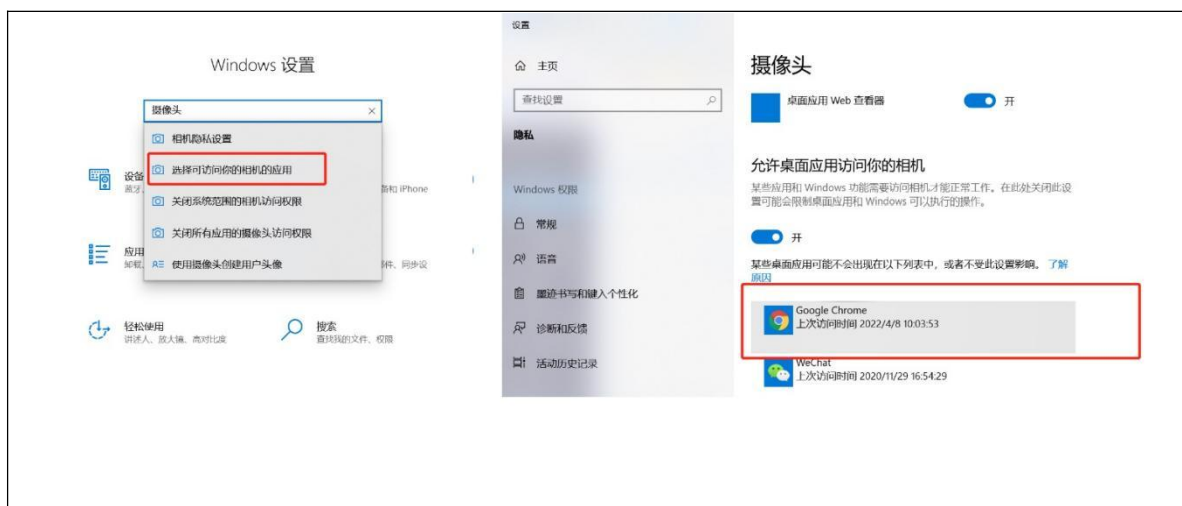 Windows 设置
摄像头
相机隐私设置
选择可访问你的相机的应用
关闭系统范围的相机访问权限
关闭所有应用的摄像头访问权限
使用摄像头创建用户头像
设备
蓝牙、
和 iPhone
应用
卸载、
件、同步设
轻松使用
讲述人、放大镜、高对比度
搜索
查找我的文件、权限
设置
主页
查找设置
隐私
Windows 权限
常规
语音
墨迹书写和键入个性化
诊断和反馈
活动历史记录
摄像头
桌面应用 Web 查看器
开
允许桌面应用访问你的相机
某些应用和 Windows 功能需要访问相机才能正常工作。在此处关闭此设
置可能会限制桌面应用和 Windows 可以执行的操作。
开
某些桌面应用可能不会出现在以下列表中，或者不受此设置影响。 了解
原因
Google Chrome
上次访问时间 2022/4/8 10:03:53
WeChat
上次访问时间 2020/11/29 16:54:29